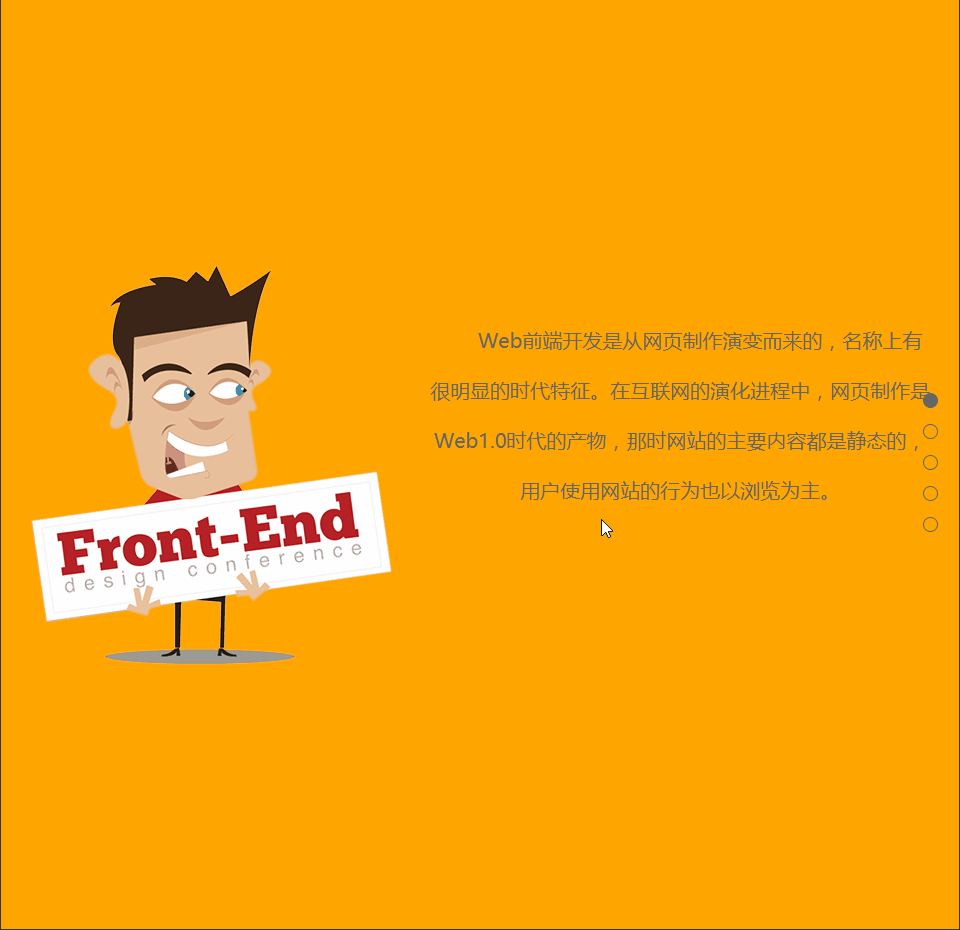 Front-End
design conference
Web前端开发是从网页制作演变而来的，名称上有
很明显的时代特征。在互联网的演化进程中，网页制作是
Web1.0时代的产物，那时网站的主要内容都是静态的，
用户使用网站的行为也以浏览为主。